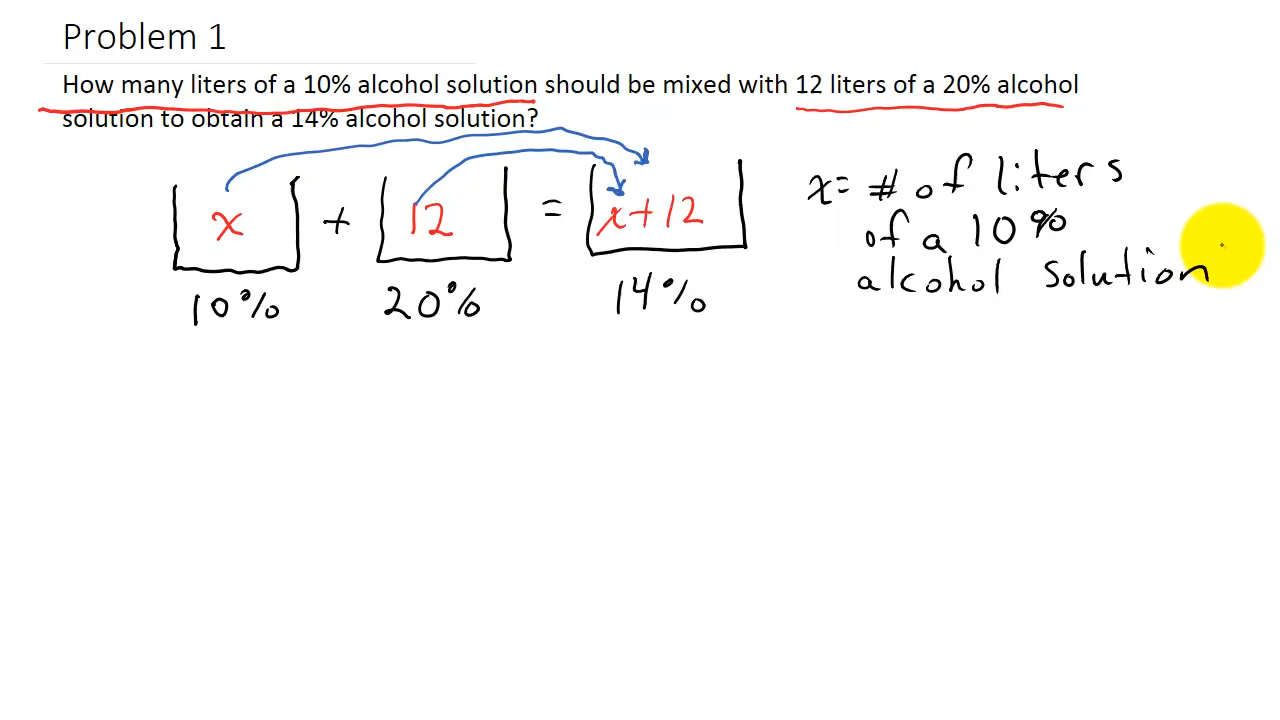 Problem 1
How many liters of a 10% alcohol solution should be mixed with 12 liters of a 20% alcohol
solution to obtain a 14% alcohol solution?
x + 12 = x + 12
10% 20% 14%
x = # of liters
of a 10%
alcohol solution